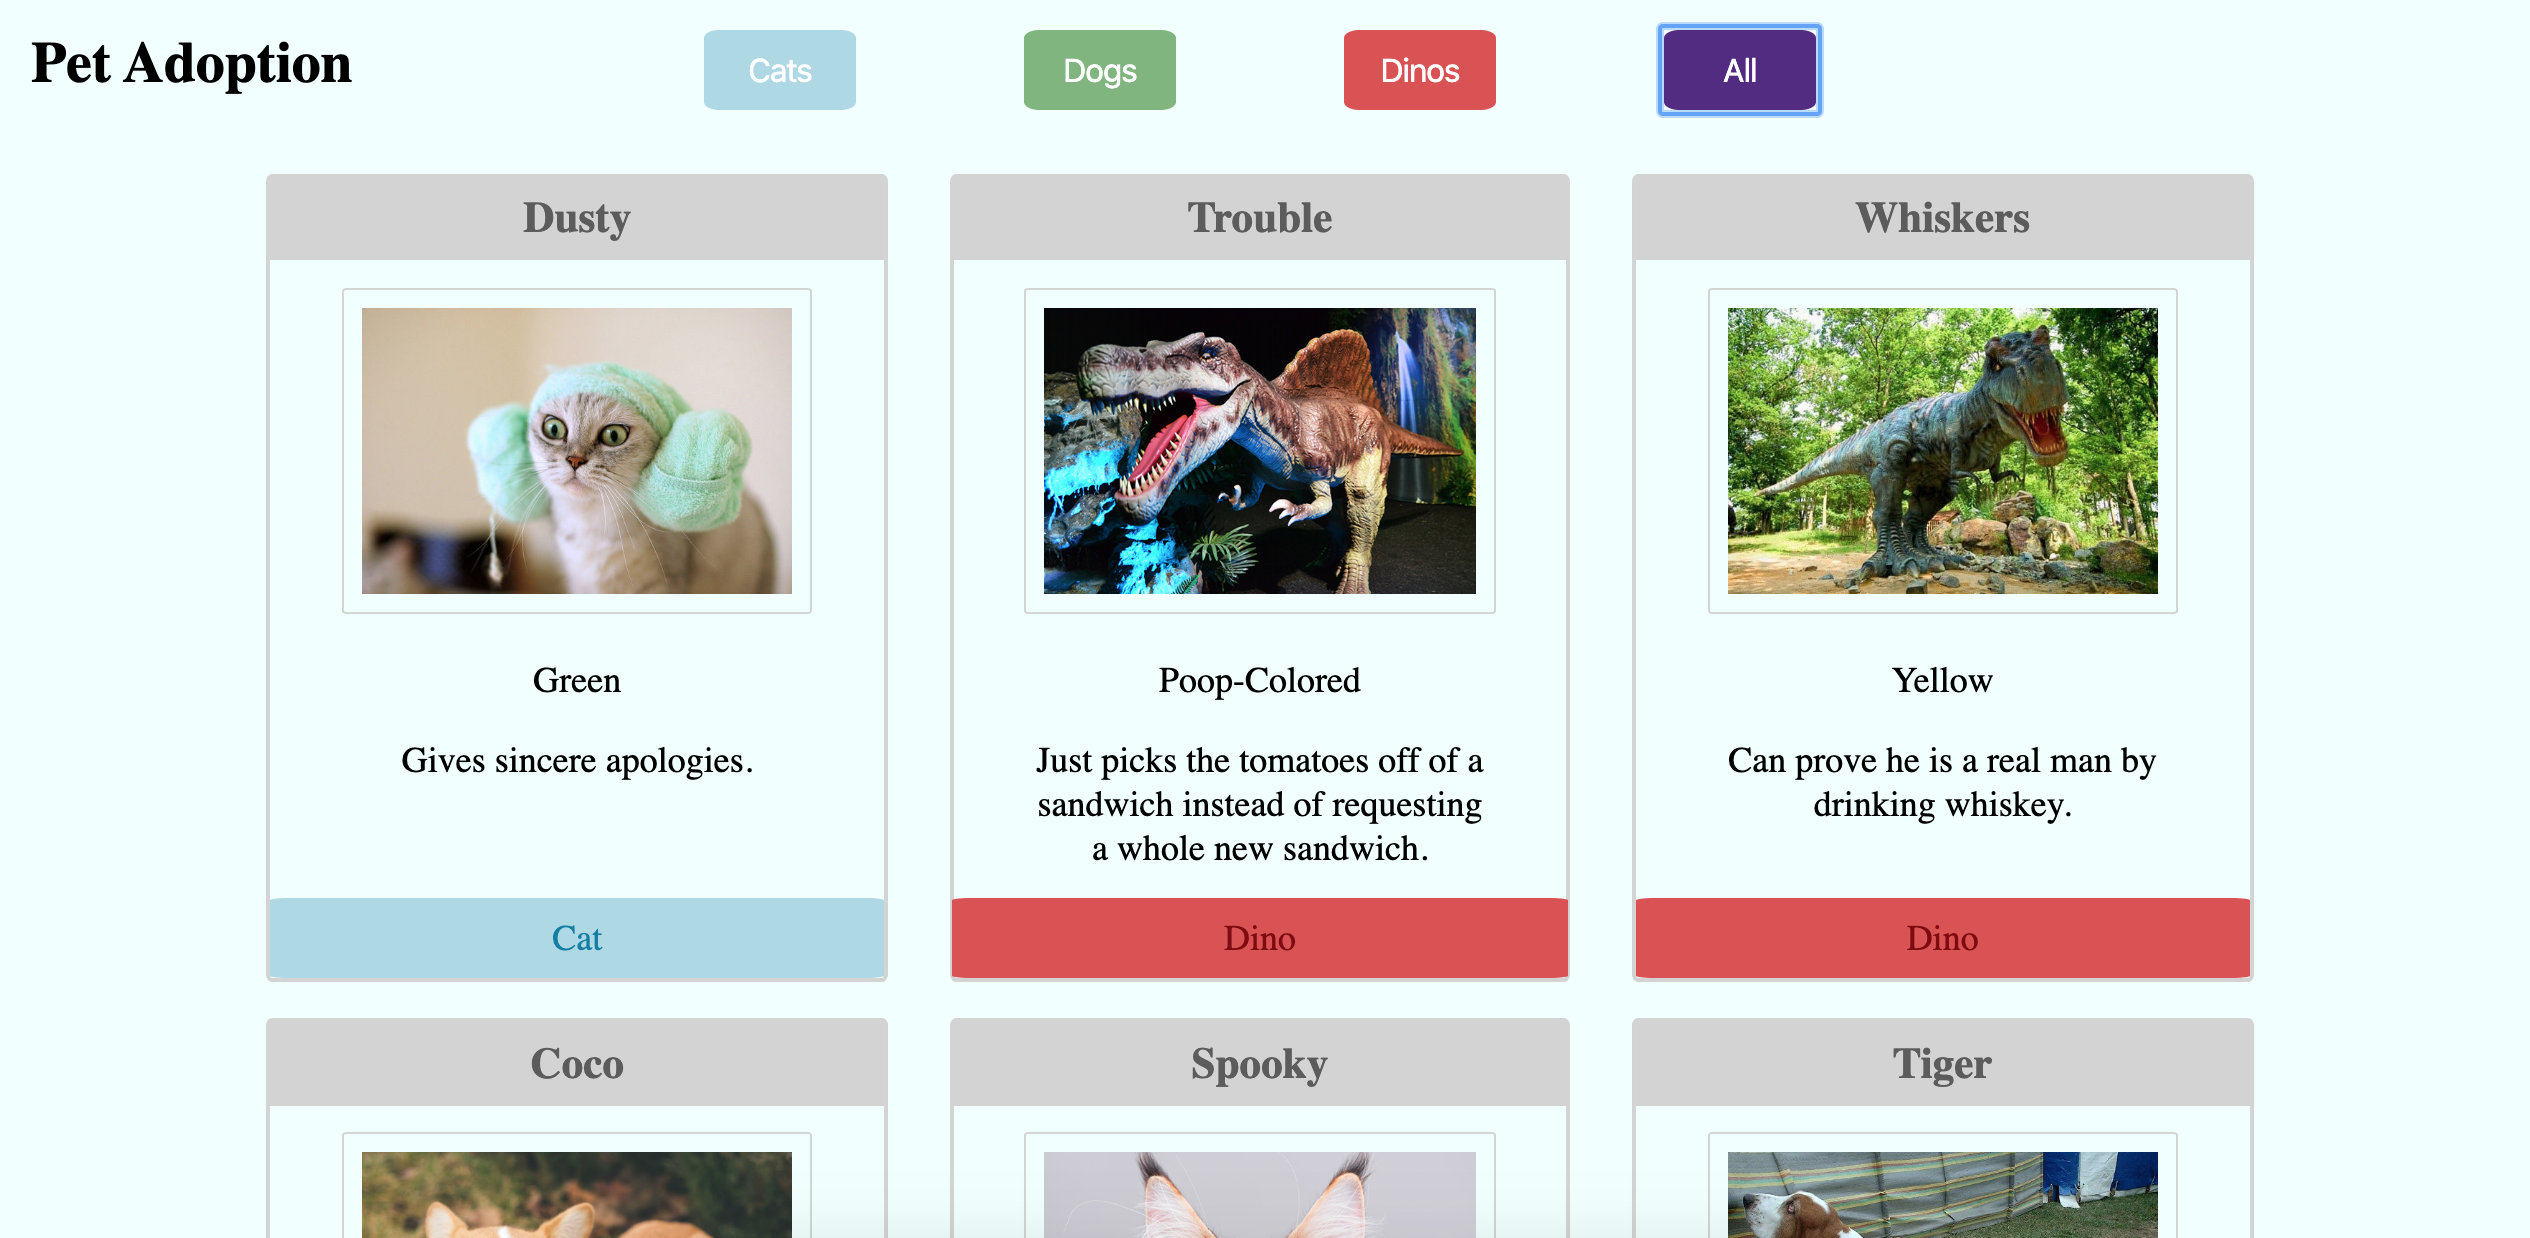 Pet Adoption
Cats
Dogs
Dinos
All
Dusty
Trouble
Whiskers
Green
Poop-Colored
Yellow
Gives sincere apologies.
Just picks the tomatoes off of a
sandwich instead of requesting
a whole new sandwich.
Can prove he is a real man by
drinking whiskey.
Cat
Dino
Dino
Coco
Spooky
Tiger